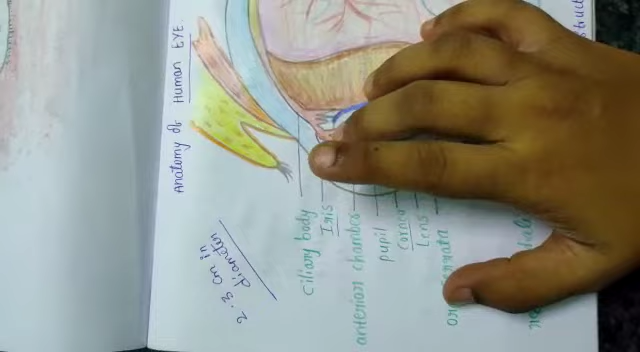 Anatomy of Human EYE.
2.3 cm in
diameter
Ciliary body
Iris
anterior chamber
pupil
Cornea
Lens